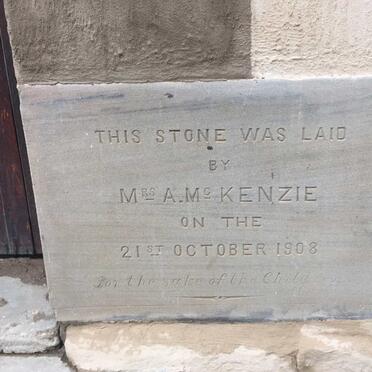 THIS STONE WAS LAID
BY
MRS A. MC KENZIE
ON THE
21ST OCTOBER 1908
For the sake of the